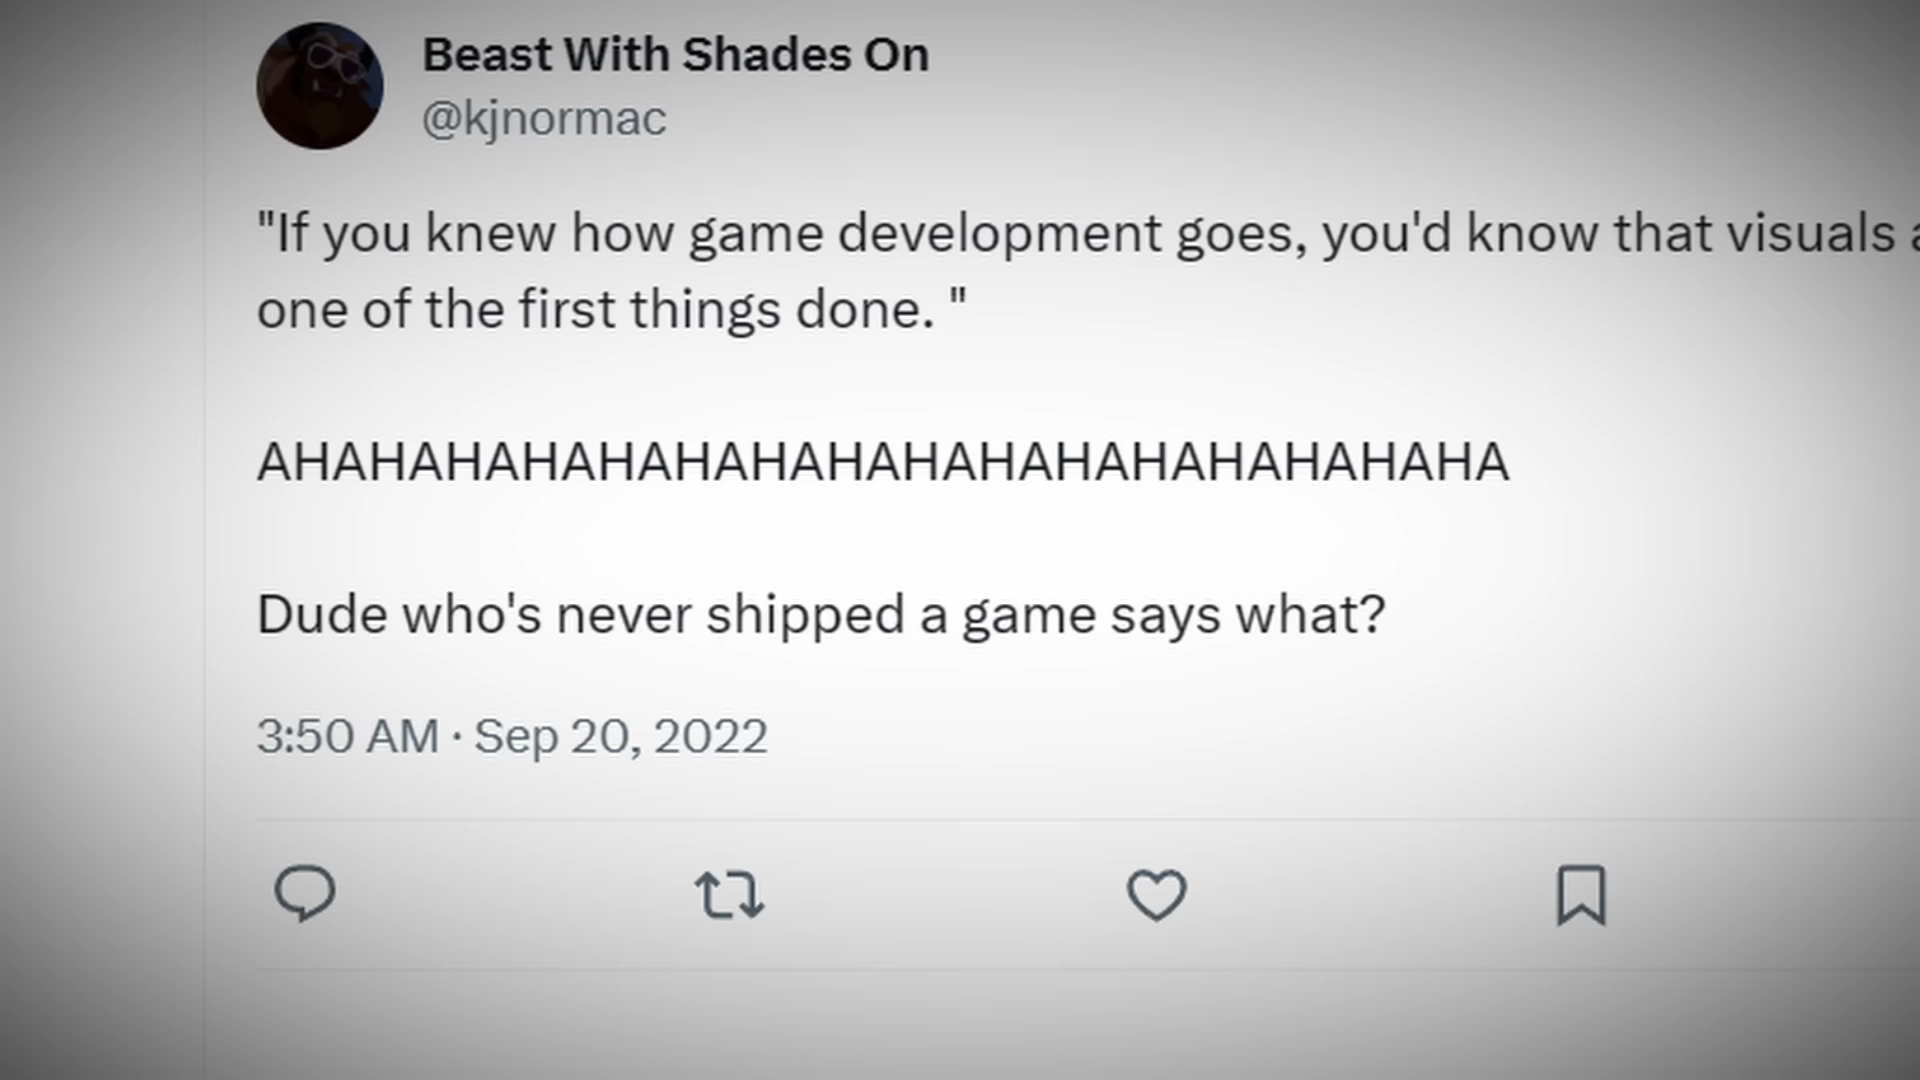 Beast With Shades On
@kjnormac
"If you knew how game development goes, you'd know that visuals
one of the first things done. "
AHAHAHAHAHAHAHAHAHAHAHAHAHAHAHAHA
Dude who's never shipped a game says what?
3:50 AM · Sep 20, 2022